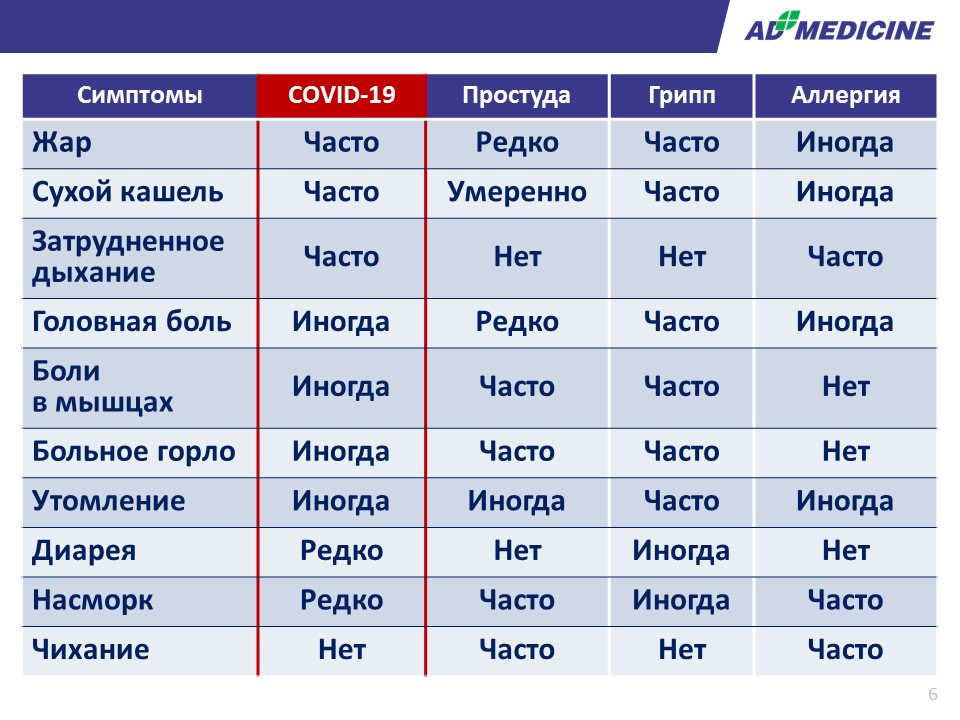 AD MEDICINE
Симптомы COVID-19 Простуда Грипп Аллергия
Жар Часто Редко Часто Иногда
Сухой кашель Часто Умеренно Часто Иногда
Затрудненное
дыхание Часто Нет Нет Часто
Головная боль Иногда Редко Часто Иногда
Боли
в мышцах Иногда Часто Часто Нет
Больное горло Иногда Часто Часто Нет
Утомление Иногда Иногда Часто Иногда
Диарея Редко Нет Иногда Нет
Насморк Редко Часто Иногда Часто
Чихание Нет Часто Нет Часто
6